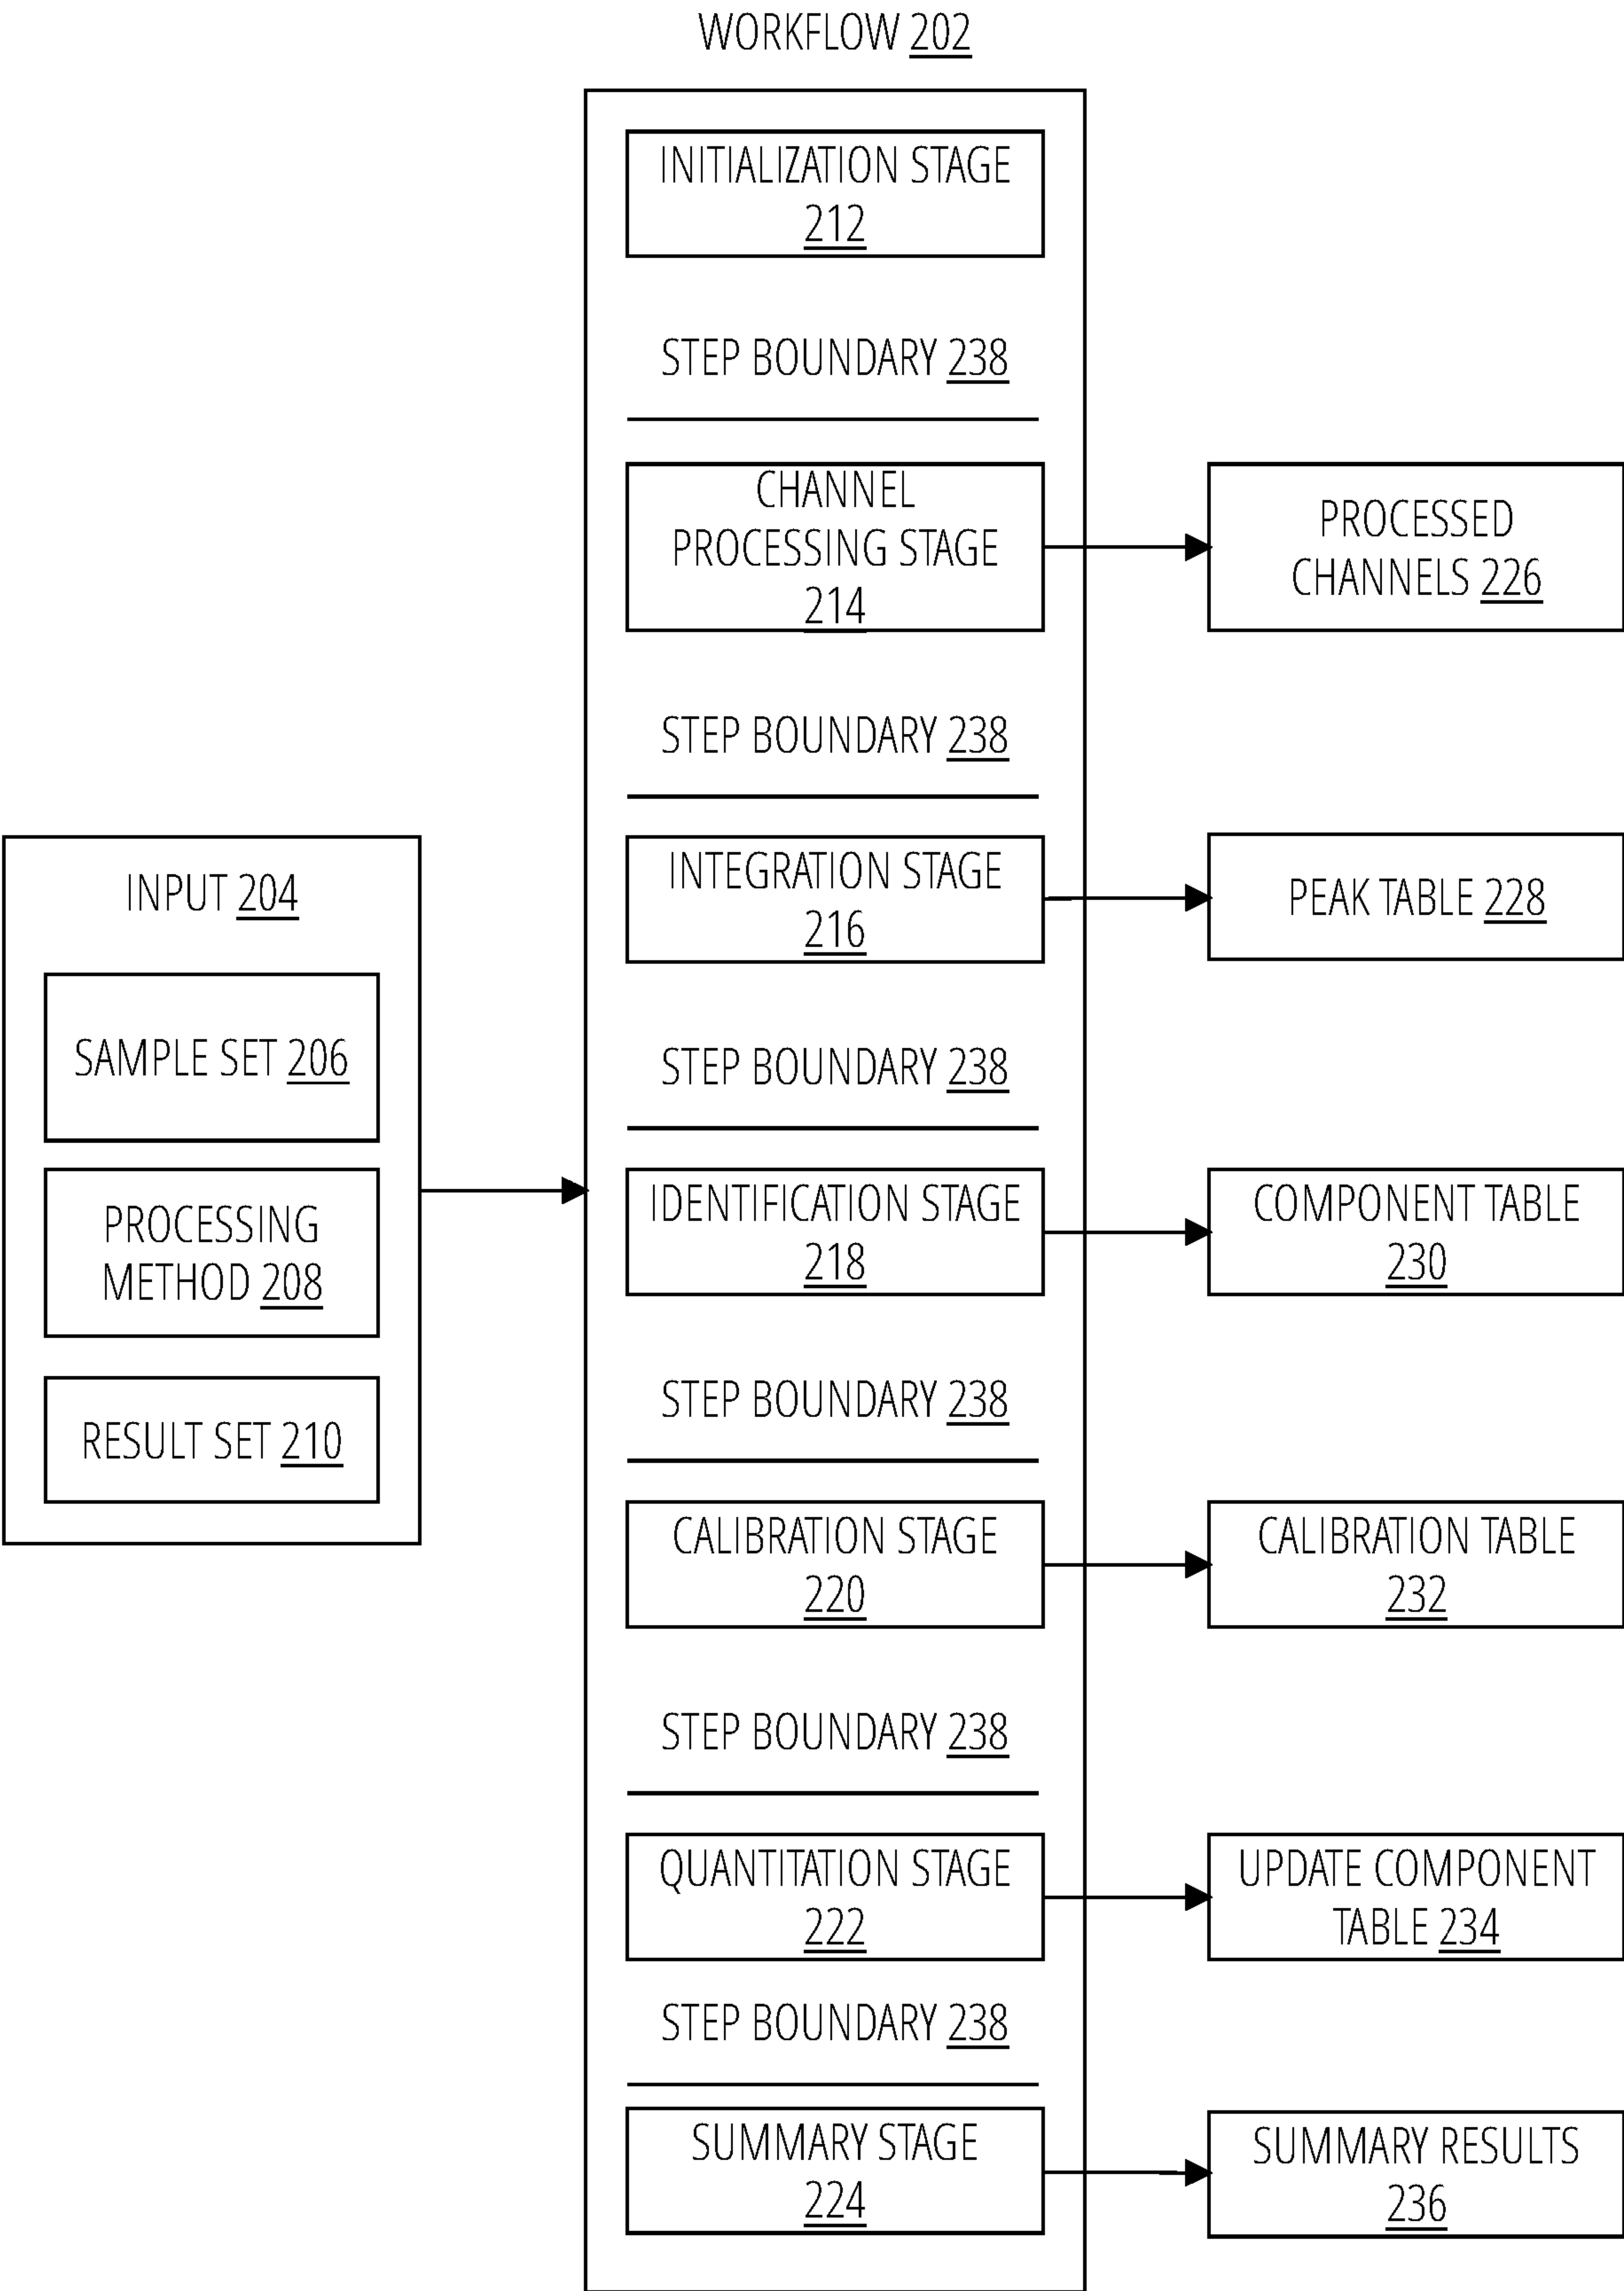 WORKFLOW 202
INITIALIZATION STAGE
212
STEP BOUNDARY 238
CHANNEL
PROCESSING STAGE
214
PROCESSED
CHANNELS 226
STEP BOUNDARY 238
INPUT 204
SAMPLE SET 206
PROCESSING
METHOD 208
RESULT SET 210
INTEGRATION STAGE
216
PEAK TABLE 228
STEP BOUNDARY 238
IDENTIFICATION STAGE
218
COMPONENT TABLE
230
STEP BOUNDARY 238
CALIBRATION STAGE
220
CALIBRATION TABLE
232
STEP BOUNDARY 238
QUANTITATION STAGE
222
UPDATE COMPONENT
TABLE 234
STEP BOUNDARY 238
SUMMARY STAGE
224
SUMMARY RESULTS
236